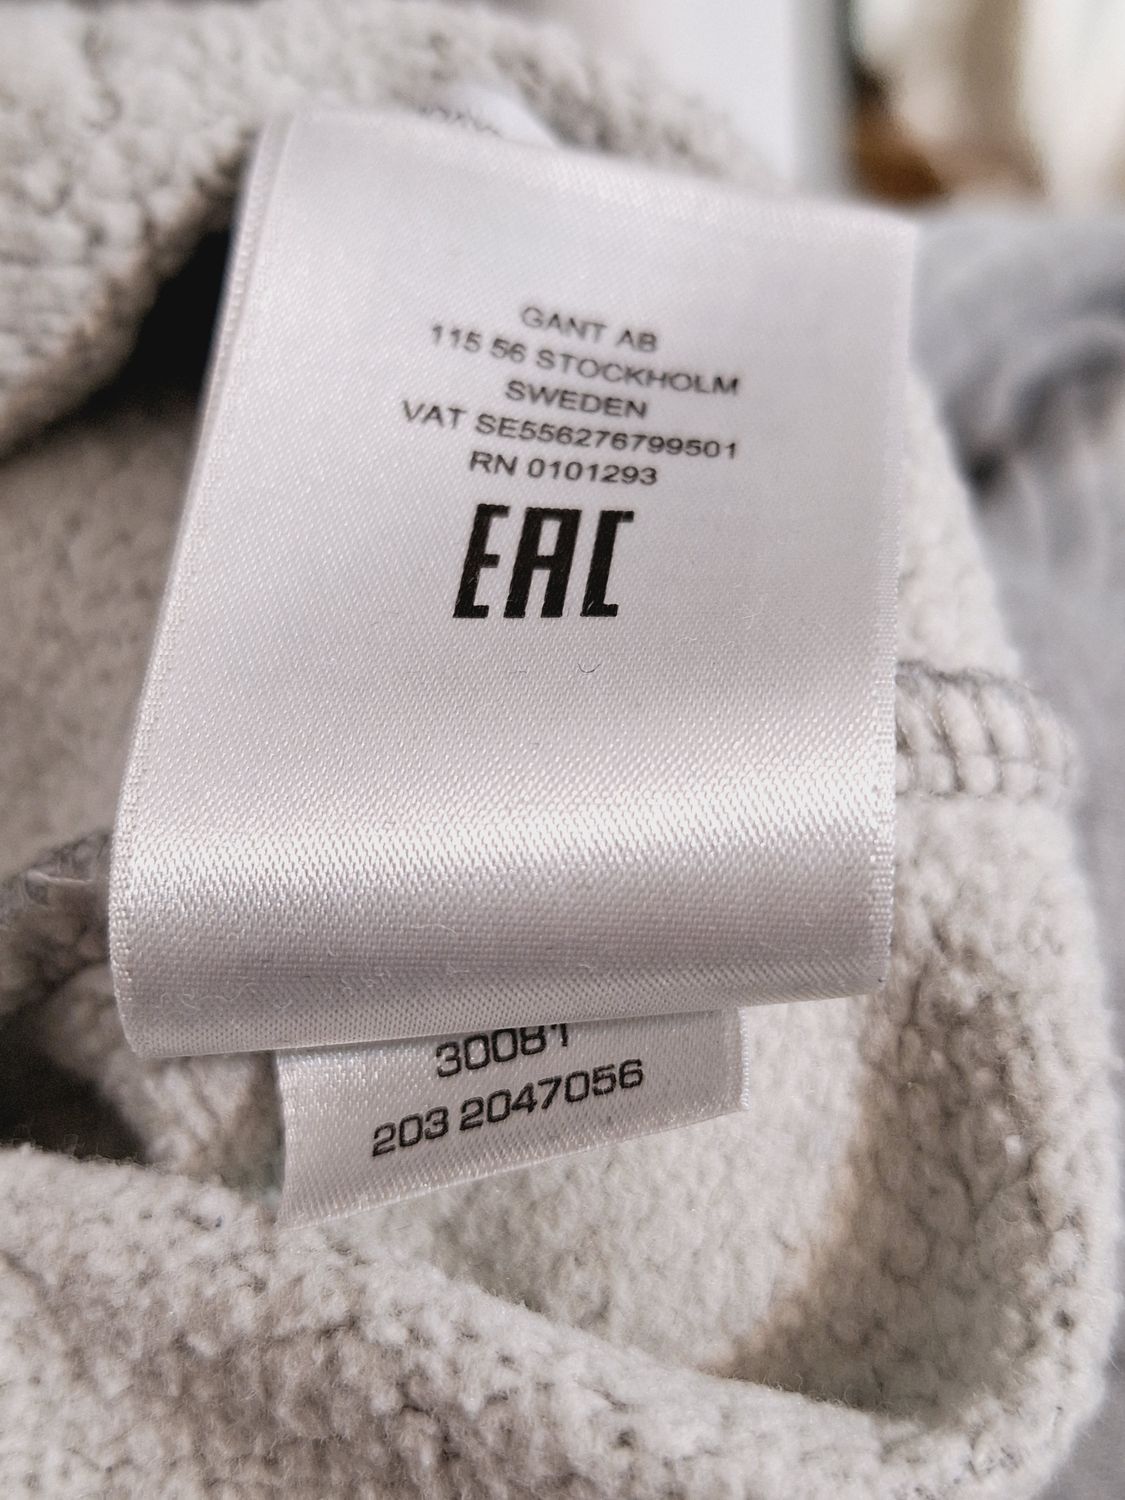 GANT AB
115 56 STOCKHOLM
SWEDEN
VAT SE556276799501
RN 0101293
EAC
30081
203 2047056